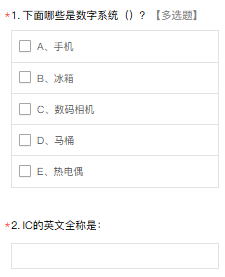 *1. 下面哪些是数字系统（）？【多选题】
A、手机
B、冰箱
C、数码相机
D、马桶
E、热电偶
*2. IC的英文全称是：